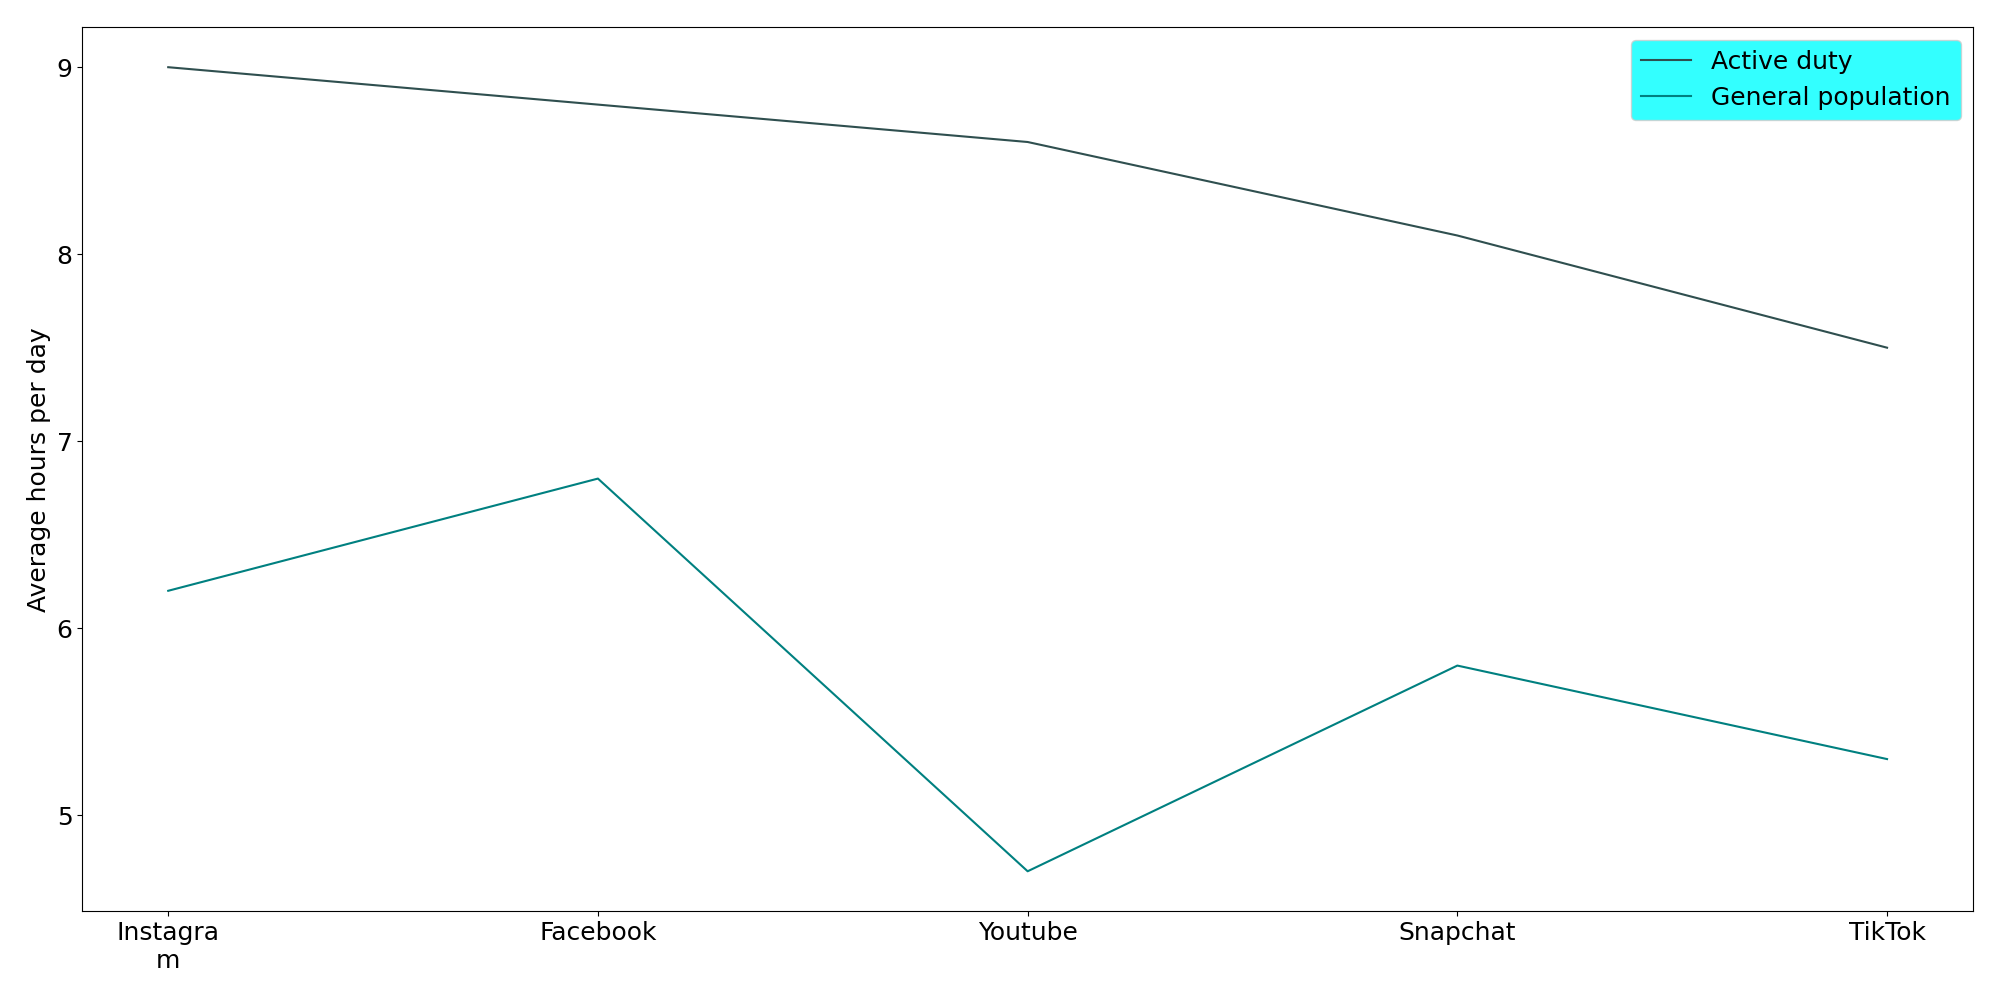 Active duty
General population
Average hours per day
9
8
7
6
5
Instagra
m
Facebook
Youtube
Snapchat
TikTok